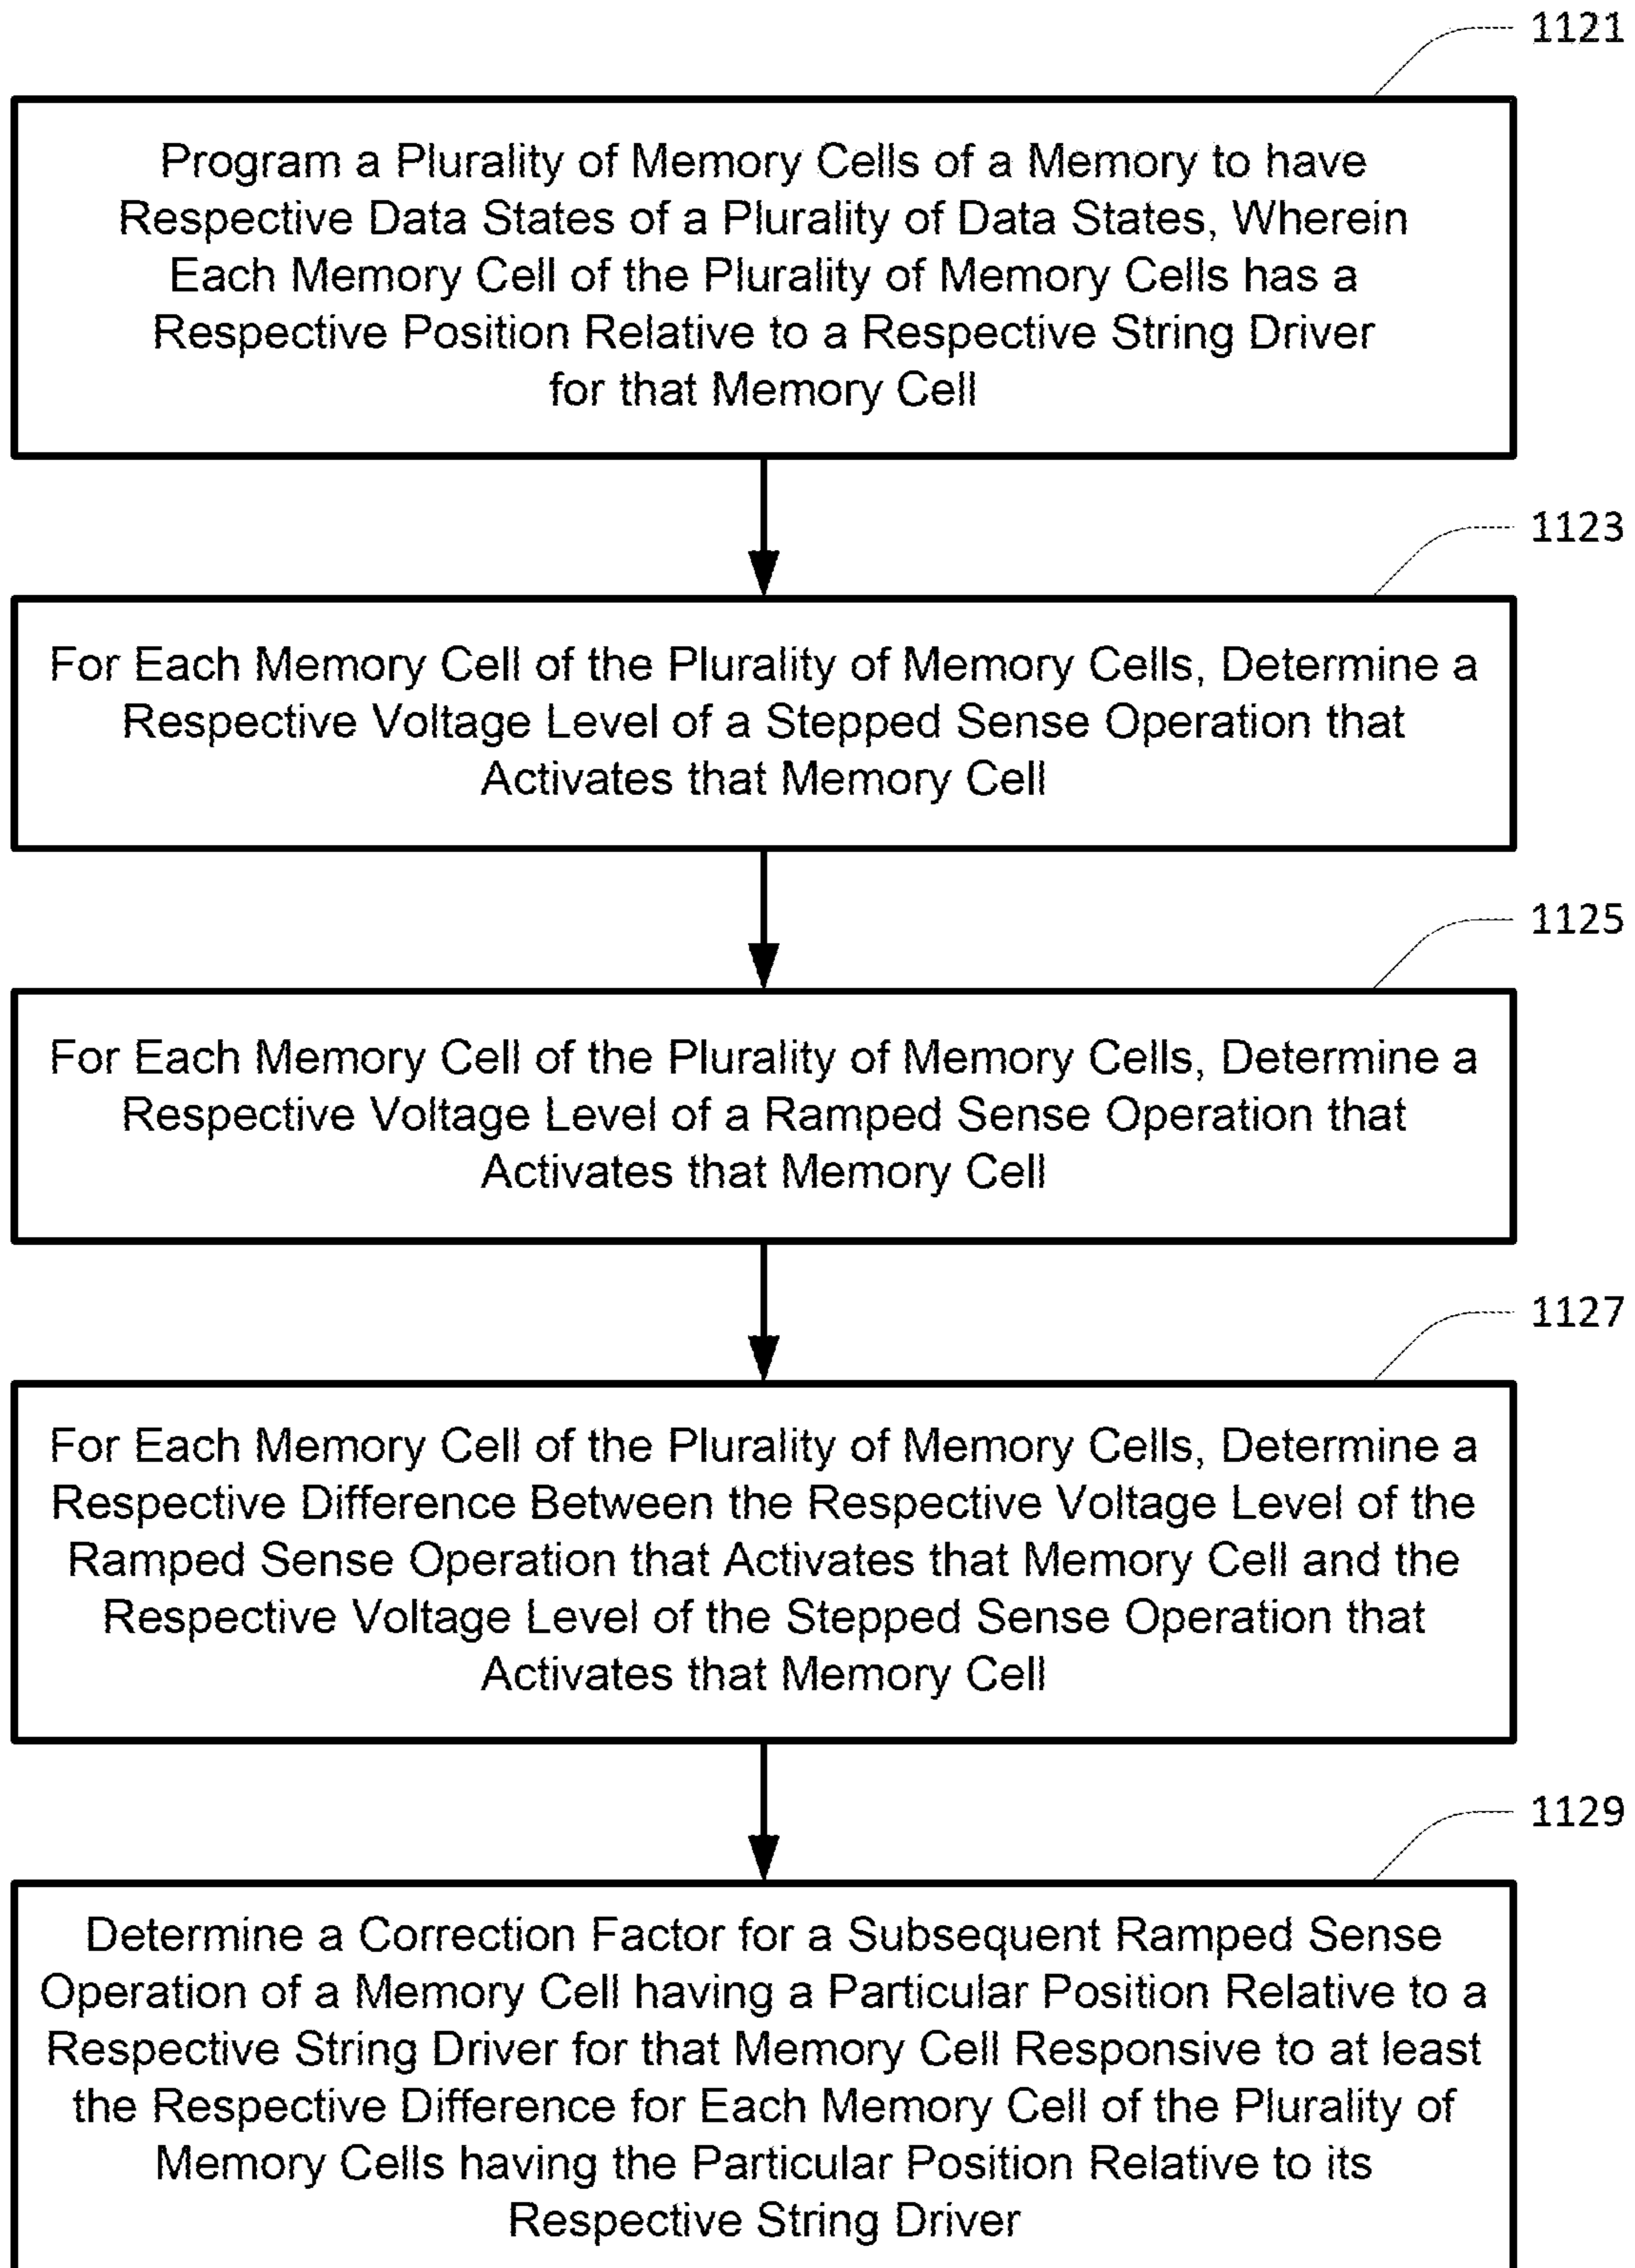 1121
Program a Plurality of Memory Cells of a Memory to have
Respective Data States of a Plurality of Data States, Wherein
Each Memory Cell of the Plurality of Memory Cells has a
Respective Position Relative to a Respective String Driver
for that Memory Cell
1123
For Each Memory Cell of the Plurality of Memory Cells, Determine a
Respective Voltage Level of a Stepped Sense Operation that
Activates that Memory Cell
1125
For Each Memory Cell of the Plurality of Memory Cells, Determine a
Respective Voltage Level of a Ramped Sense Operation that
Activates that Memory Cell
1127
For Each Memory Cell of the Plurality of Memory Cells, Determine a
Respective Difference Between the Respective Voltage Level of the
Ramped Sense Operation that Activates that Memory Cell and the
Respective Voltage Level of the Stepped Sense Operation that
Activates that Memory Cell
1129
Determine a Correction Factor for a Subsequent Ramped Sense
Operation of a Memory Cell having a Particular Position Relative to a
Respective String Driver for that Memory Cell Responsive to at least
the Respective Difference for Each Memory Cell of the Plurality of
Memory Cells having the Particular Position Relative to its
Respective String Driver